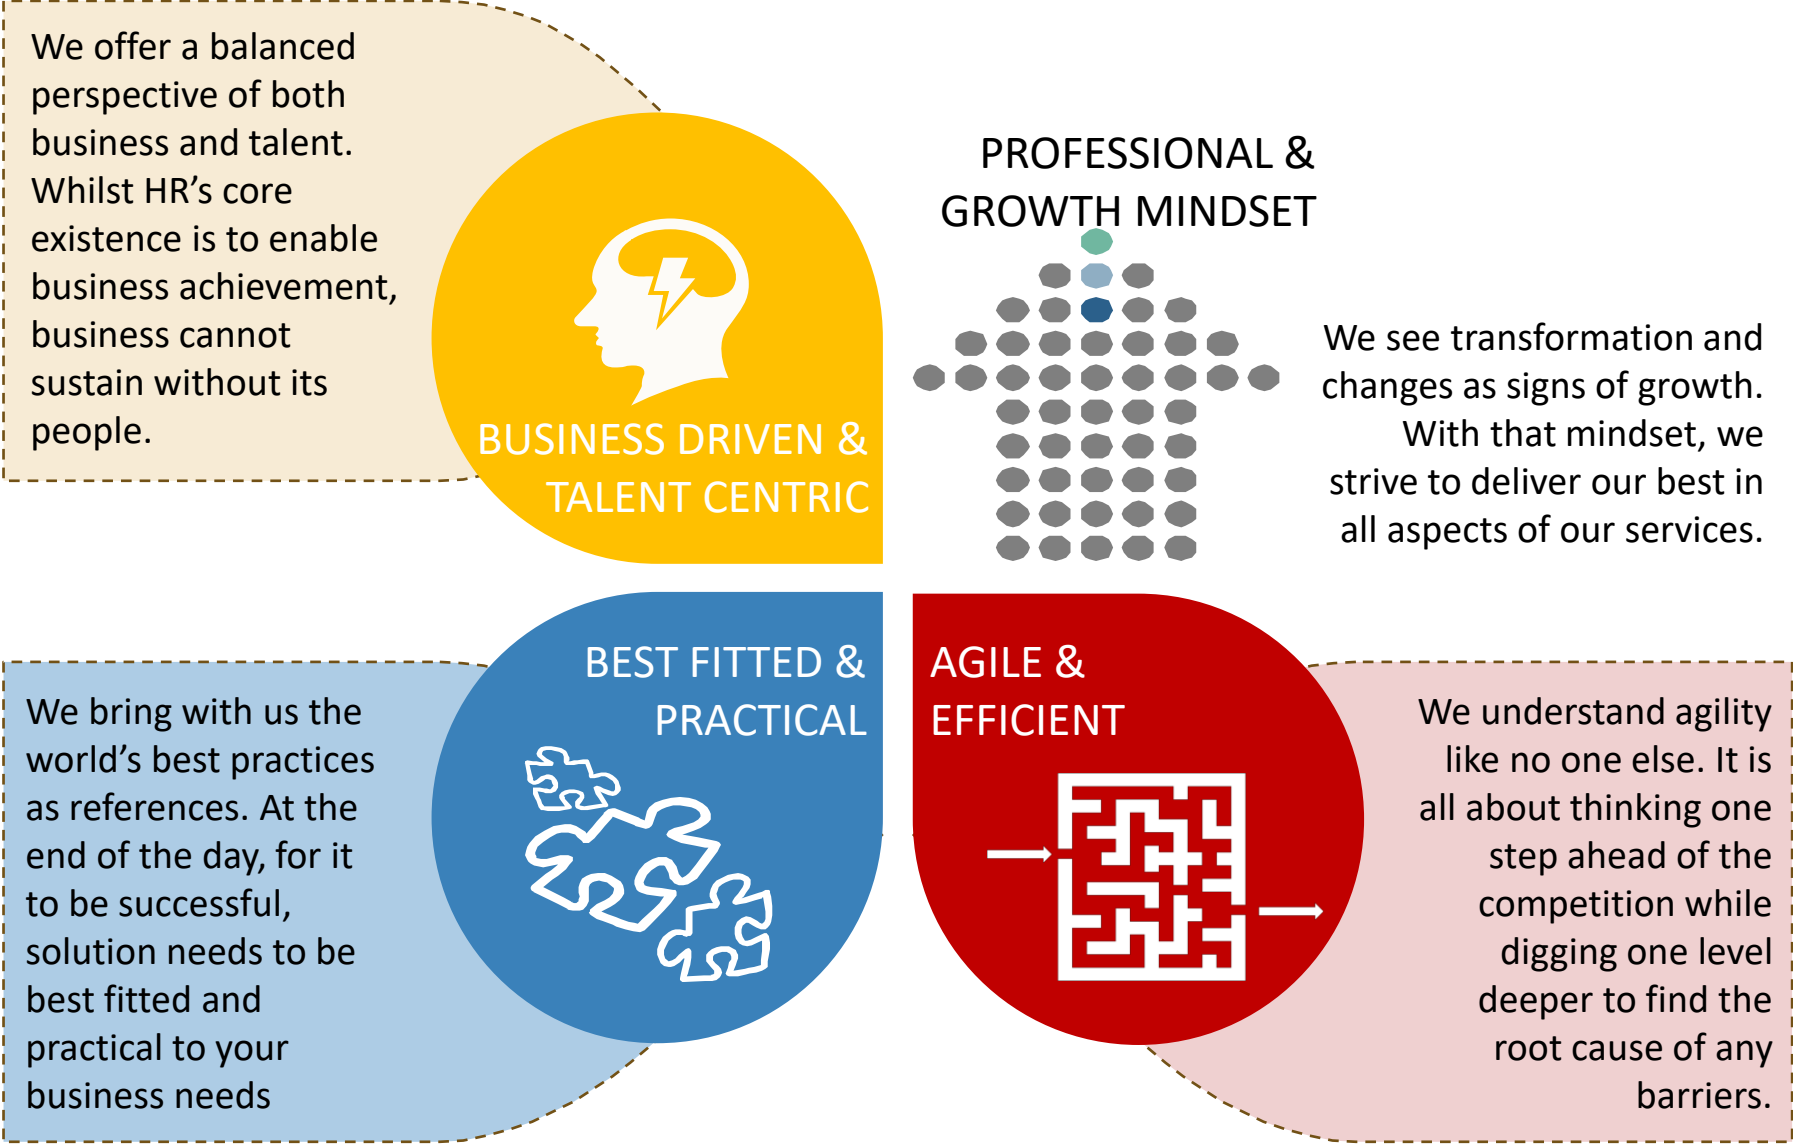 We offer a balanced
perspective of both
business and talent.
Whilst HR’s core
existence is to enable
business achievement,
business cannot
sustain without its
people.
BUSINESS DRIVEN &
TALENT CENTRIC
PROFESSIONAL &
GROWTH MINDSET
We see transformation and
changes as signs of growth.
With that mindset, we
strive to deliver our best in
all aspects of our services.
We bring with us the
world’s best practices
as references. At the
end of the day, for it
to be successful,
solution needs to be
best fitted and
practical to your
business needs
BEST FITTED &
PRACTICAL
AGILE &
EFFICIENT
We understand agility
like no one else. It is
all about thinking one
step ahead of the
competition while
digging one level
deeper to find the
root cause of any
barriers.